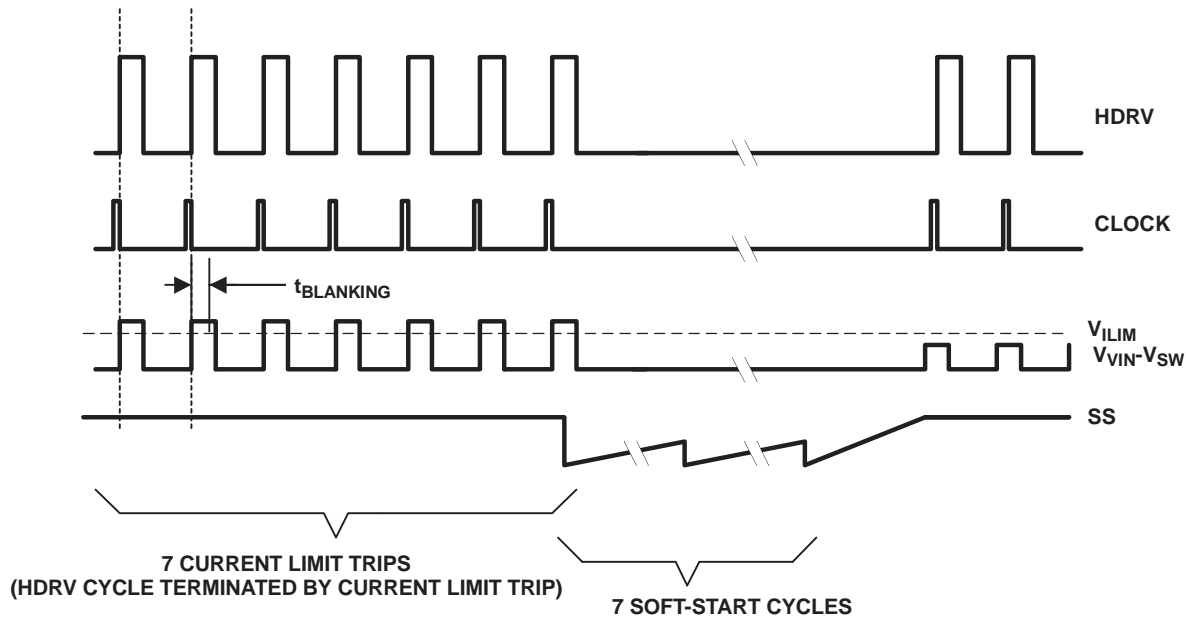 HDRV
CLOCK
tBLANKING
VILIM
VVIN-VSW
SS
7 CURRENT LIMIT TRIPS
(HDRV CYCLE TERMINATED BY CURRENT LIMIT TRIP)
7 SOFT-START CYCLES